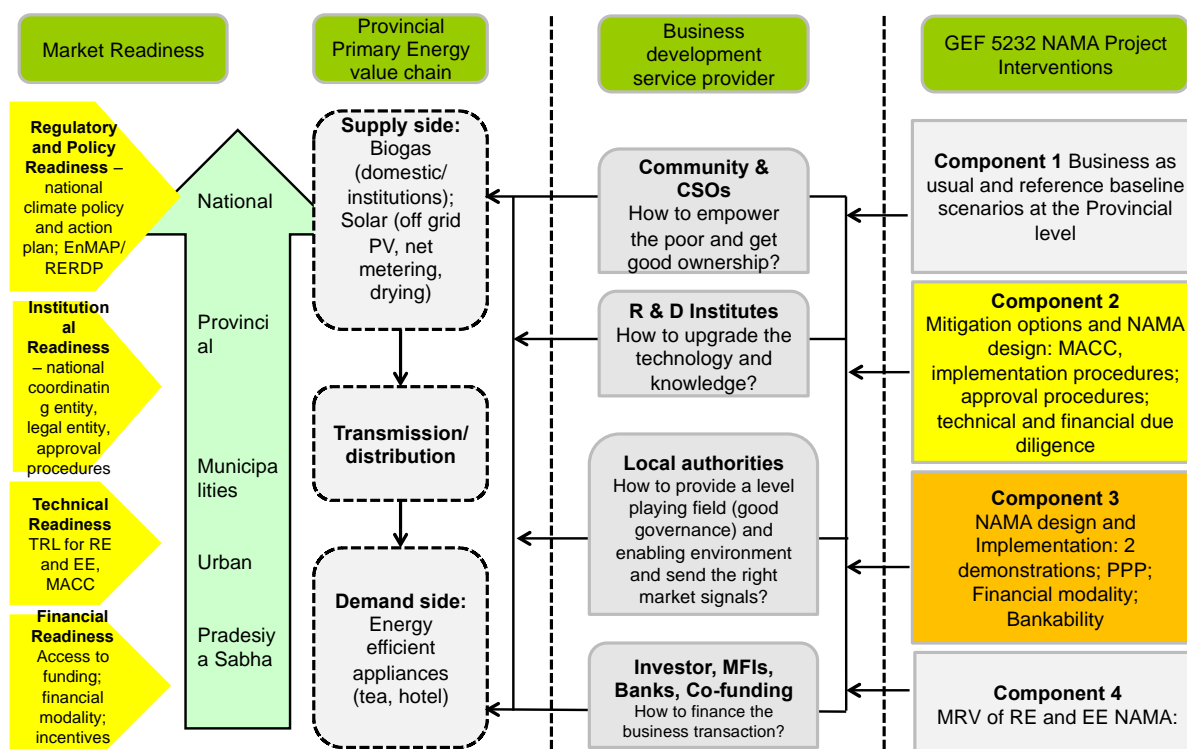 Market Readiness
Provincial
Primary Energy
value chain
Business
development
service provider
GEF 5232 NAMA Project
Interventions
Regulatory
and Policy
Readiness –
national
climate policy
and action
plan; EnMAP/
RERDP
Institution
al
Readiness
– national
coordinatin
g entity,
legal entity,
approval
procedures
Technical
Readiness
TRL for RE
and EE,
MACC
Financial
Readiness
Access to
funding;
financial
modality;
incentives
National
Provinci
al
Municipa
lities
Urban
Pradesiy
a Sabha
Supply side:
Biogas
(domestic/
institutions);
Solar (off grid
PV, net
metering,
drying)
Transmission/
distribution
Demand side:
Energy
efficient
appliances
(tea, hotel)
Community &
CSOs
How to empower
the poor and get
good ownership?
R & D Institutes
How to upgrade the
technology and
knowledge?
Local authorities
How to provide a level
playing field (good
governance) and
enabling environment
and send the right
market signals?
Investor, MFIs,
Banks, Co-funding
How to finance the
business transaction?
Component 1 Business as
usual and reference baseline
scenarios at the Provincial
level
Component 2
Mitigation options and NAMA
design: MACC,
implementation procedures;
approval procedures;
technical and financial due
diligence
Component 3
NAMA design and
Implementation: 2
demonstrations; PPP;
Financial modality;
Bankability
Component 4
MRV of RE and EE NAMA: